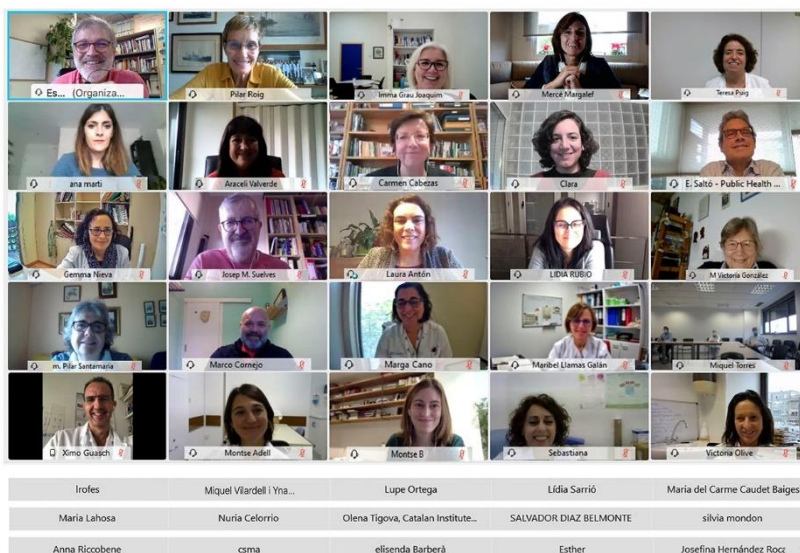 Es... (Organiza...
Pilar Roig
Imma Grau Joaquim
Mercè Margalef
Teresa Puig
ana marti
Araceli Valverde
Carmen Cabezas
Clara
E. Saltó - Public Health ...
Gemma Nieva
Josep M. Suelves
Laura Antón
LIDIA RUBIO
M Victoria González
m. Pilar Santamaria
Marco Cornejo
Marga Cano
Maribel Llamas Galán
Miquel Torres
Ximo Guasch
Montse Adell
Montse B
Sebastiana
Victoria Olive
Irofes
Miquel Vilardell i Yna...
Lupe Ortega
Lídia Sarrió
Maria del Carme Caudet Baiges
Maria Lahosa
Nuria Celorrio
Olena Tigova, Catalan Institute...
SALVADOR DIAZ BELMONTE
silvia mondon
Anna Riccobene
csma
elisenda Barberà
Esther
Josefina Hernández Rocz